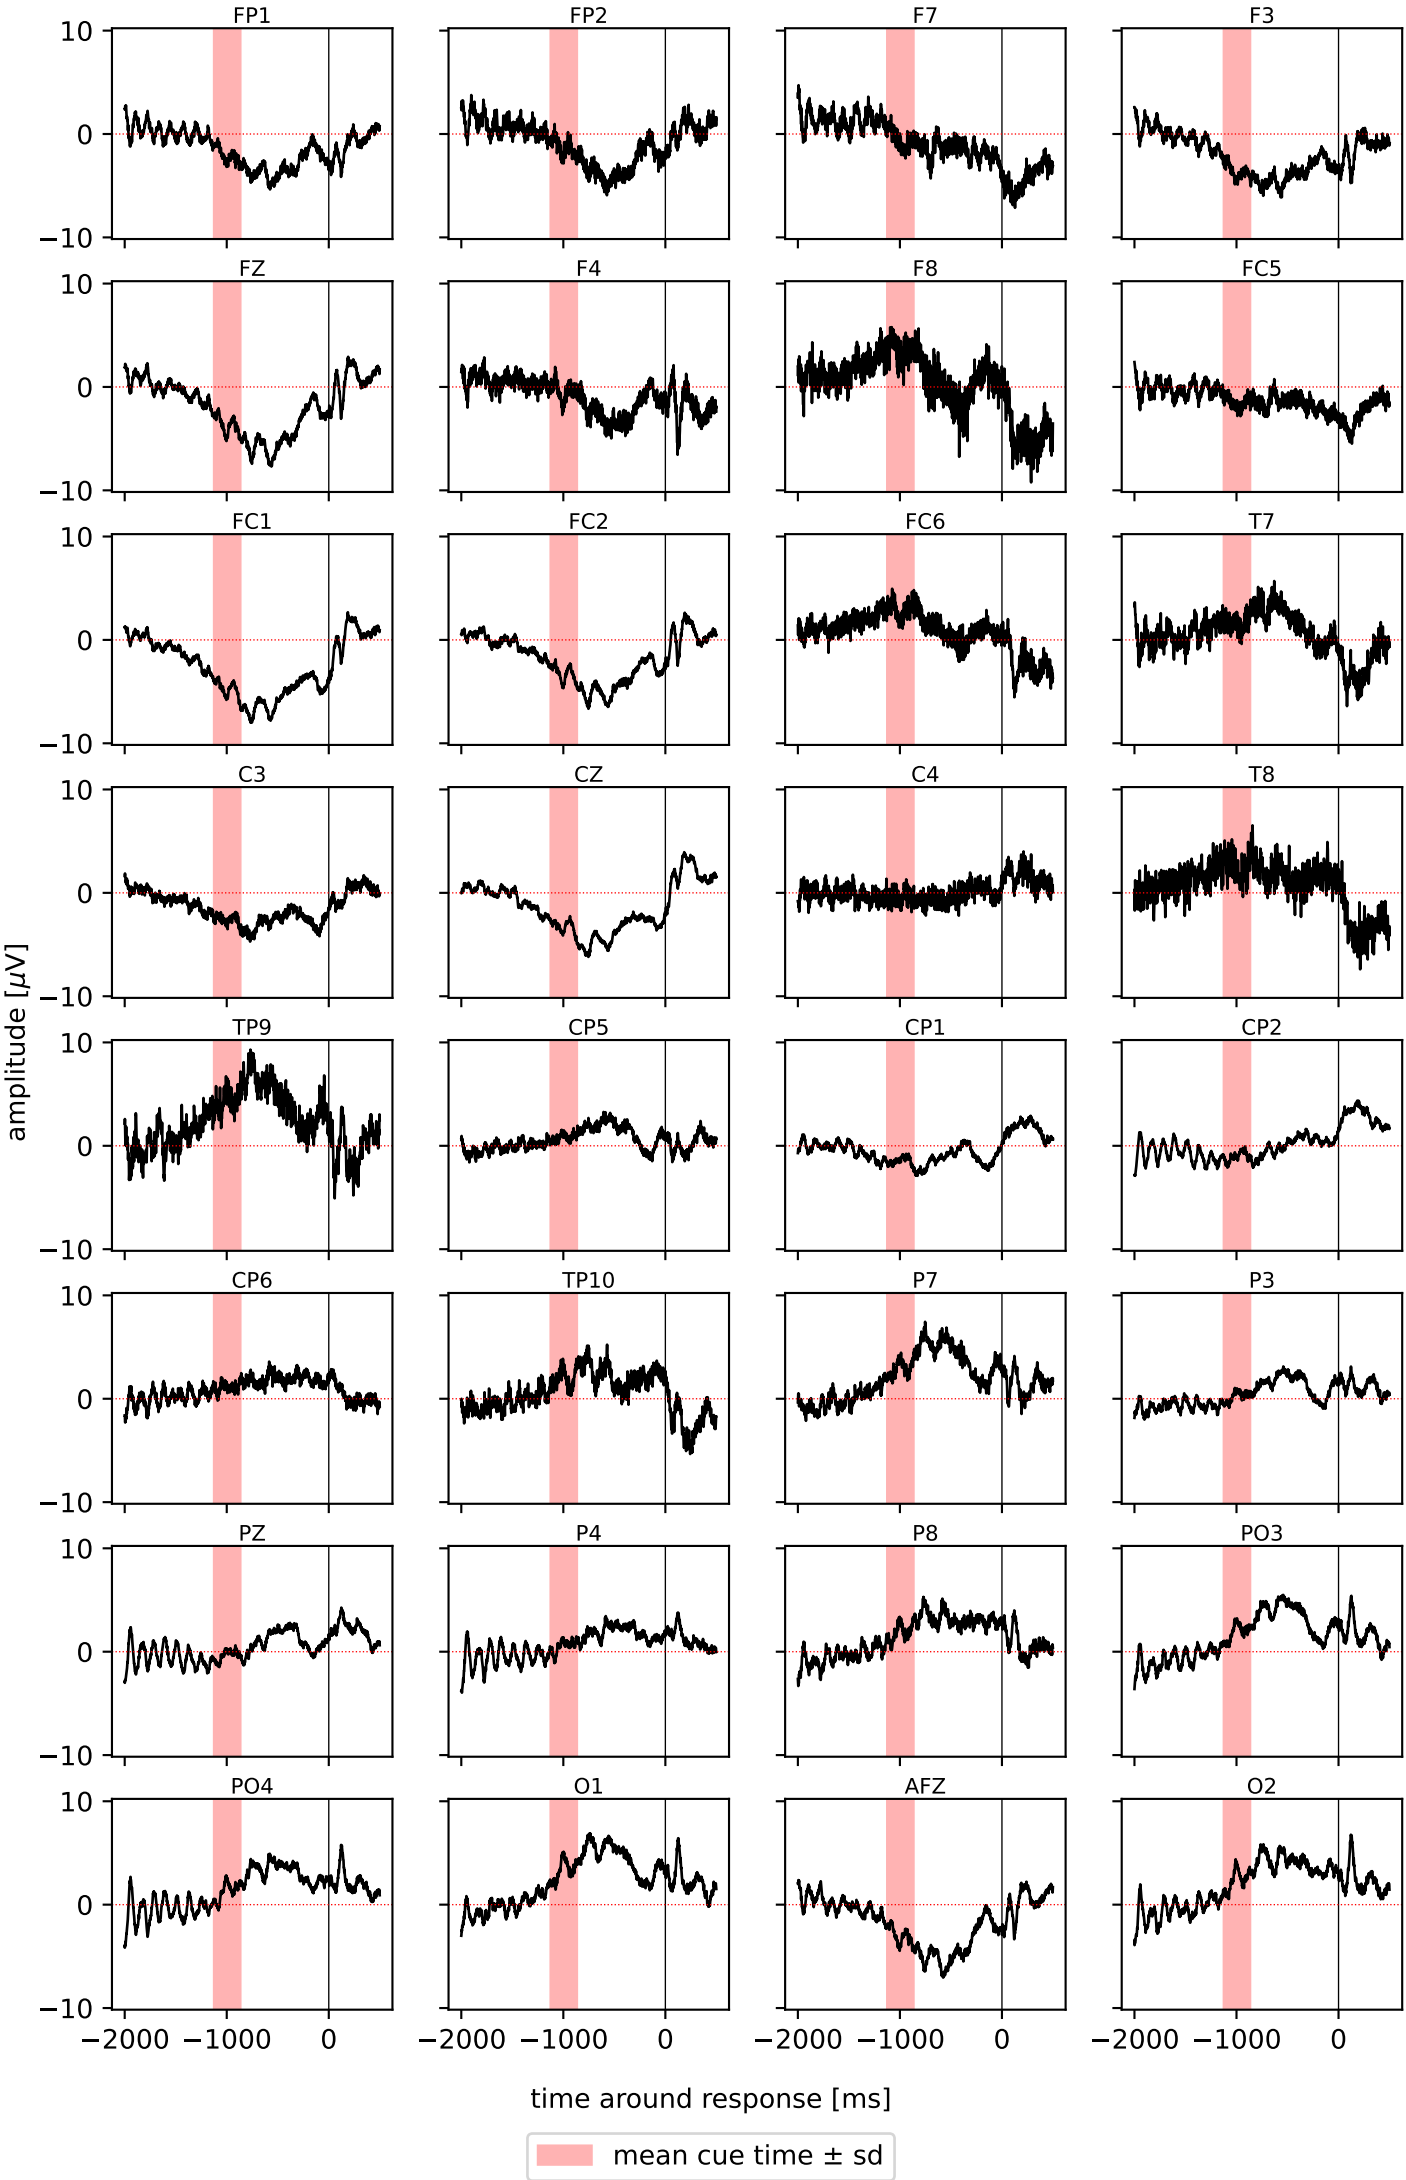 FP1 FP2 F7 F3
10
0
−10
FZ F4 F8 FC5
10
0
−10
FC1 FC2 FC6 T7
10
0
−10
C3 CZ C4 T8
10
0
−10
TP9 CP5 CP1 CP2
10
0
−10
CP6 TP10 P7 P3
10
0
−10
PZ P4 P8 PO3
10
0
−10
PO4 O1 AFZ O2
10
0
−10
−2000 −1000 0 −2000 −1000 0 −2000 −1000 0 −2000 −1000 0
amplitude [μV]
time around response [ms]
mean cue time ± sd